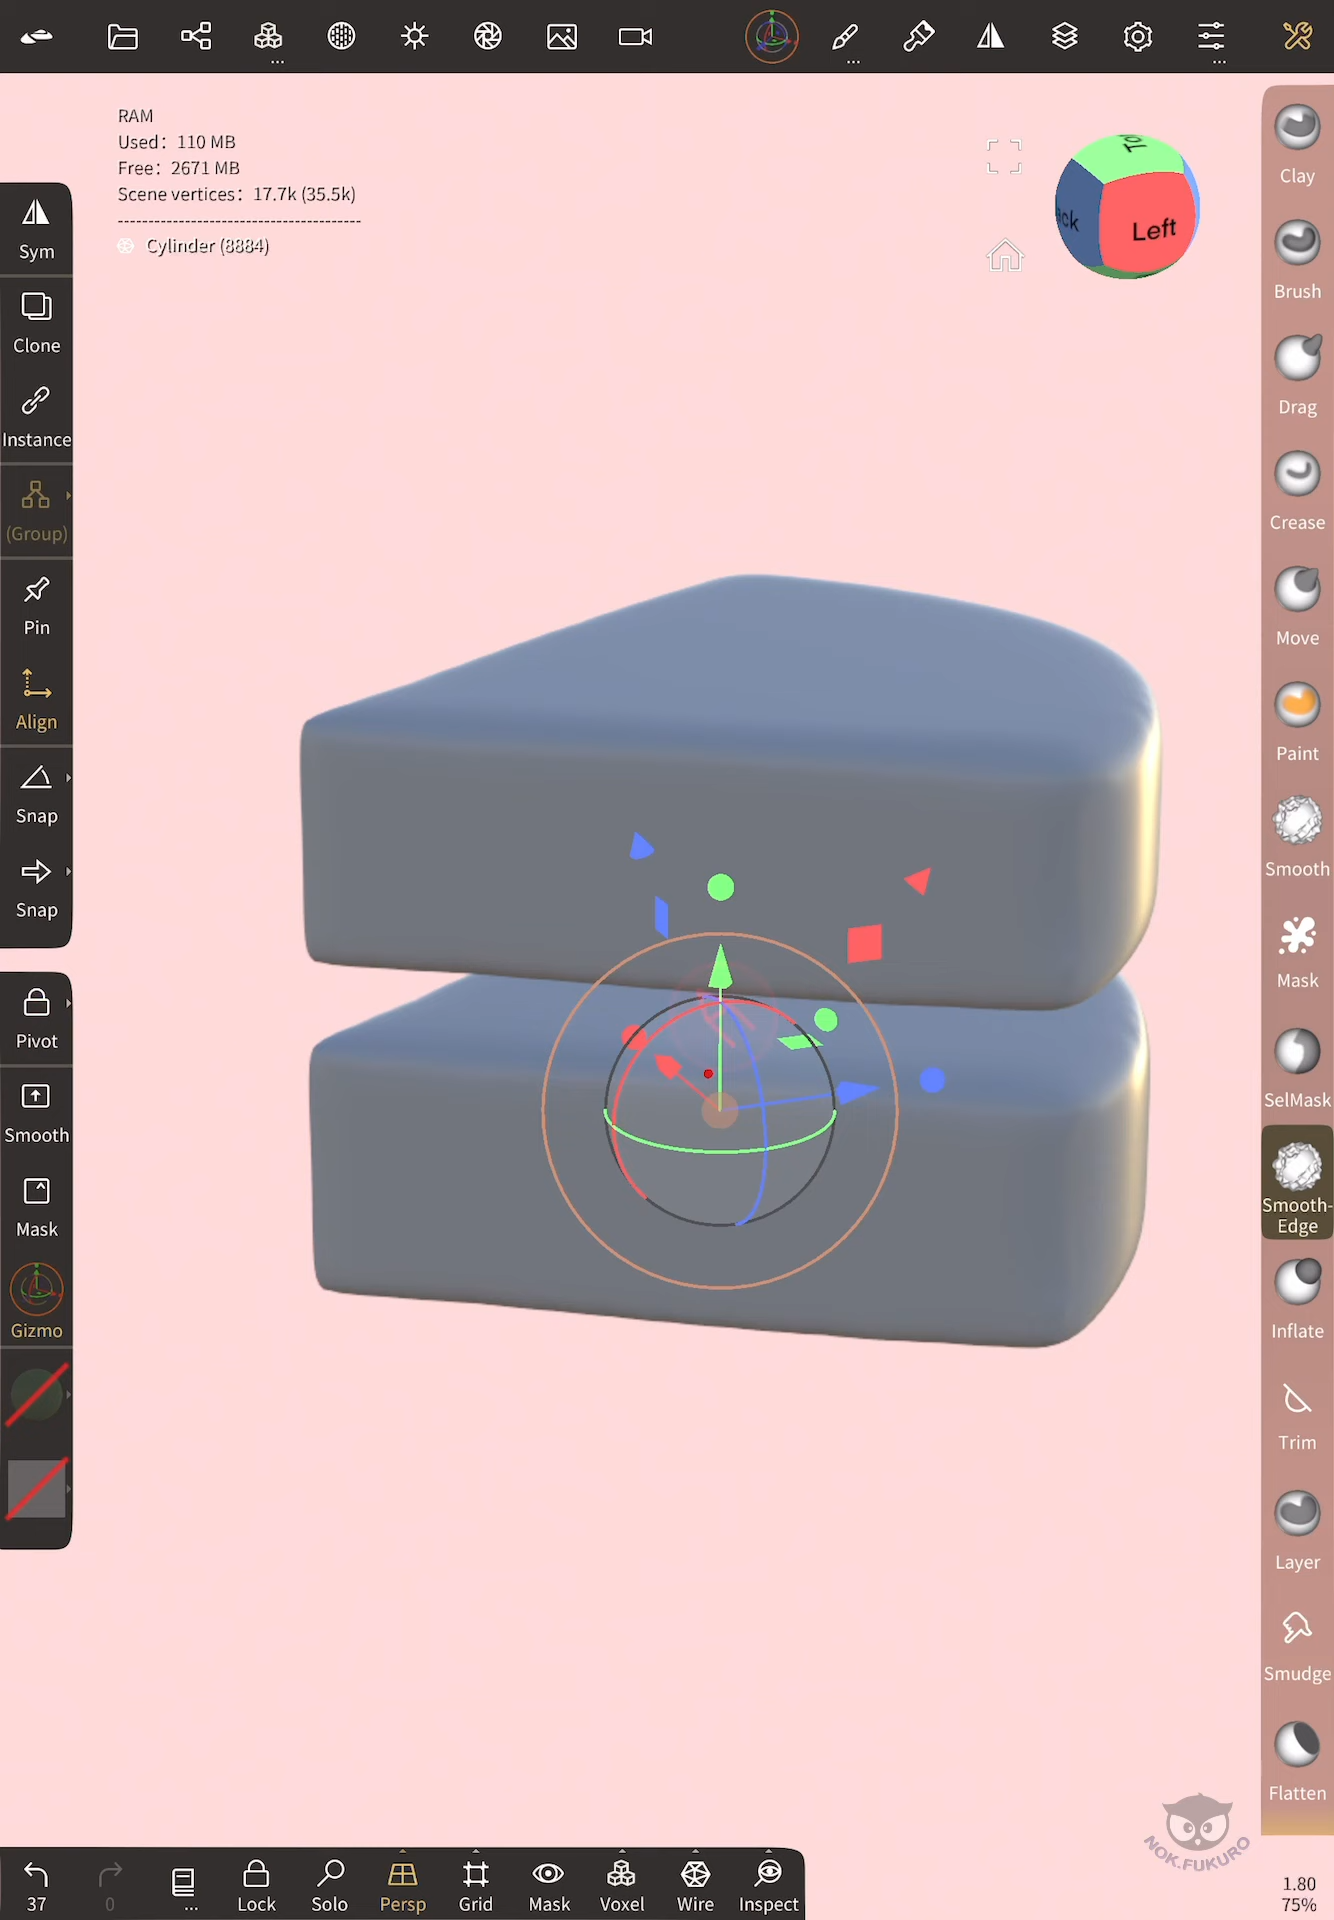 RAM
Used: 110 MB
Free: 2671 MB
Scene vertices: 17.7k (35.5k)
Cylinder (8884)
To
ck
Left
Sym
Clone
Instance
(Group)
Pin
Align
Snap
Snap
Pivot
Smooth
Mask
Gizmo
Clay
Brush
Drag
Crease
Move
Paint
Smooth
Mask
SelMask
Smooth-
Edge
Inflate
Trim
Layer
Smudge
Flatten
NOK.FUKURO
37
0
...
Lock
Solo
Persp
Grid
Mask
Voxel
Wire
Inspect
1.80
75%